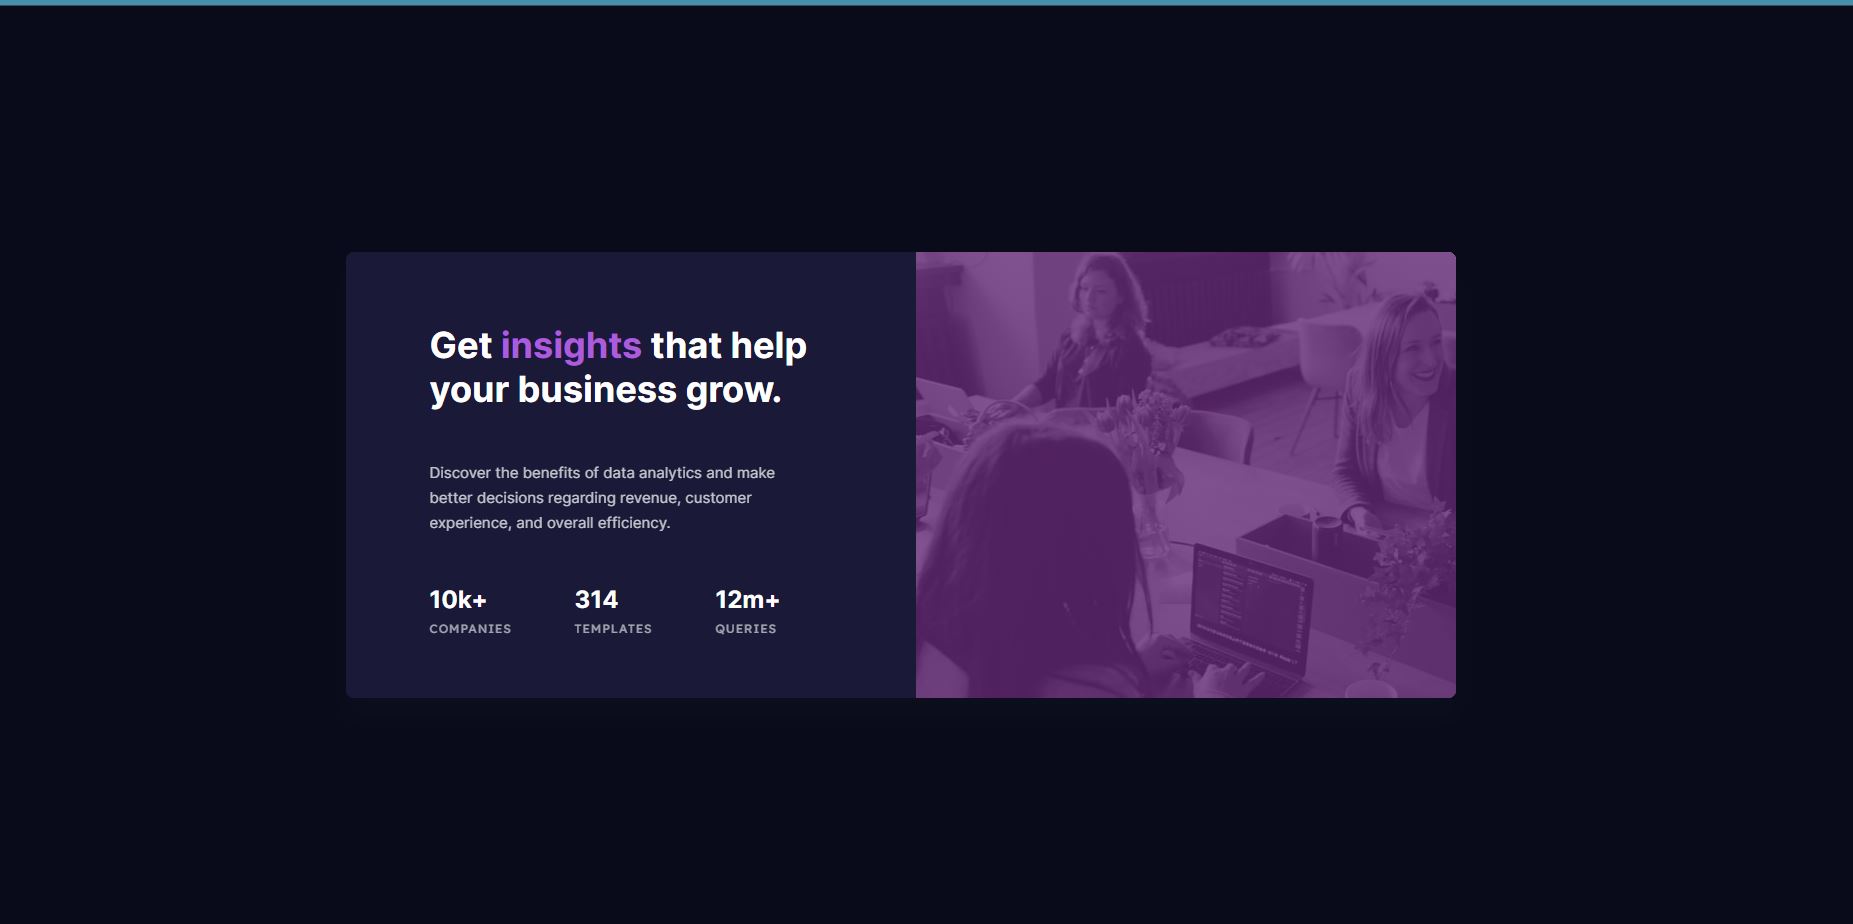 Get insights that help
your business grow.
Discover the benefits of data analytics and make
better decisions regarding revenue, customer
experience, and overall efficiency.
10k+ 314 12m+
COMPANIES TEMPLATES QUERIES